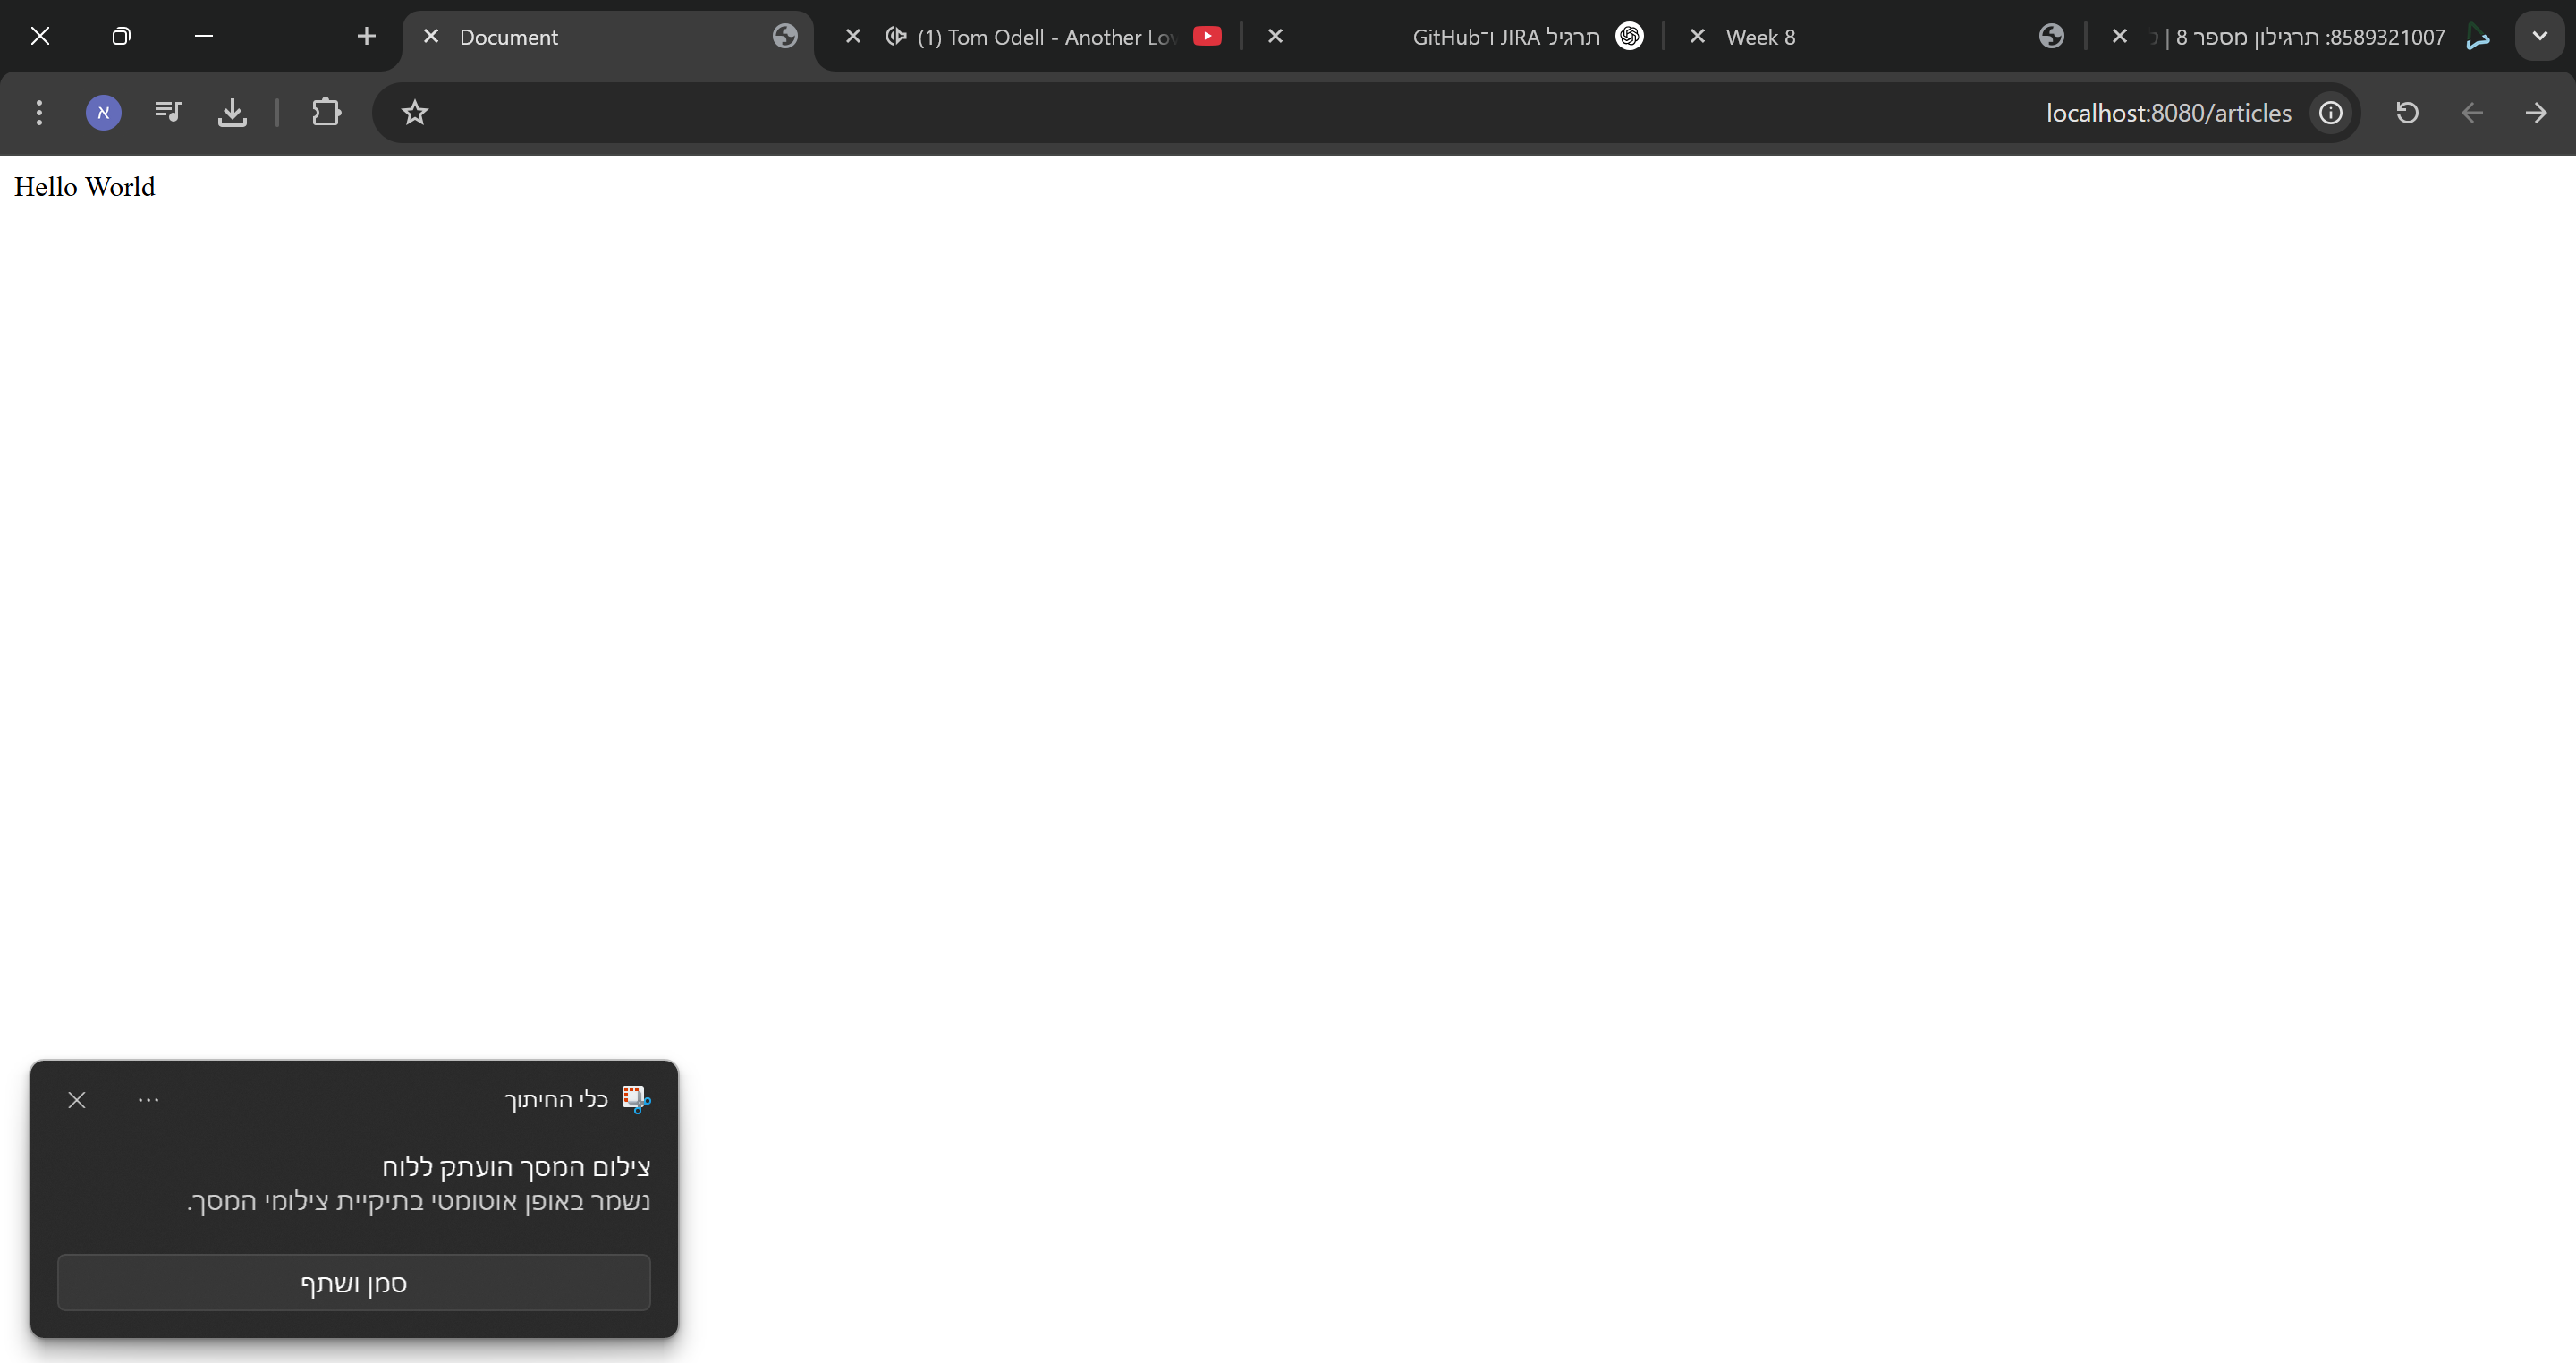 8589321007: תרגילון מספר 8 |
Week 8
תרגיל JIRA ו־GitHub
(1) Tom Odell - Another Lov
Document
localhost:8080/articles
א
Hello World
כלי החיתוך
צילום המסך הועתק ללוח
נשמר באופן אוטומטי בתיקיית צילומי המסך.
סמן ושתף